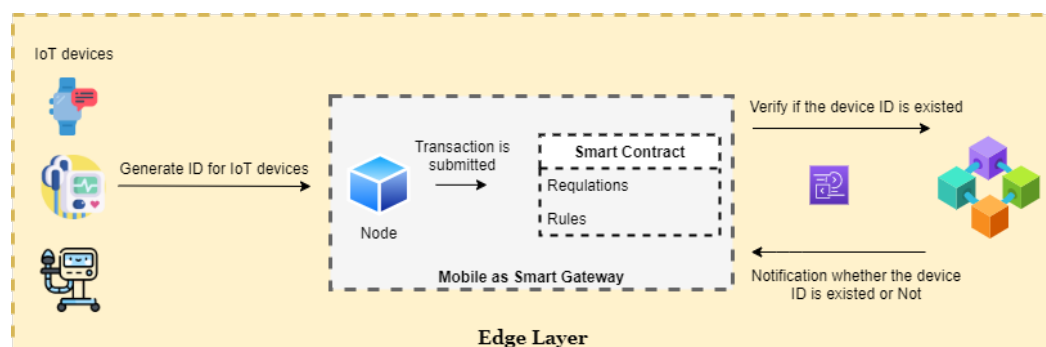 IoT devices
Generate ID for IoT devices
Transaction is
submitted
Node
Smart Contract
Requlations
Rules
Mobile as Smart Gateway
Verify if the device ID is existed
Notification whether the device
ID is existed or Not
Edge Layer